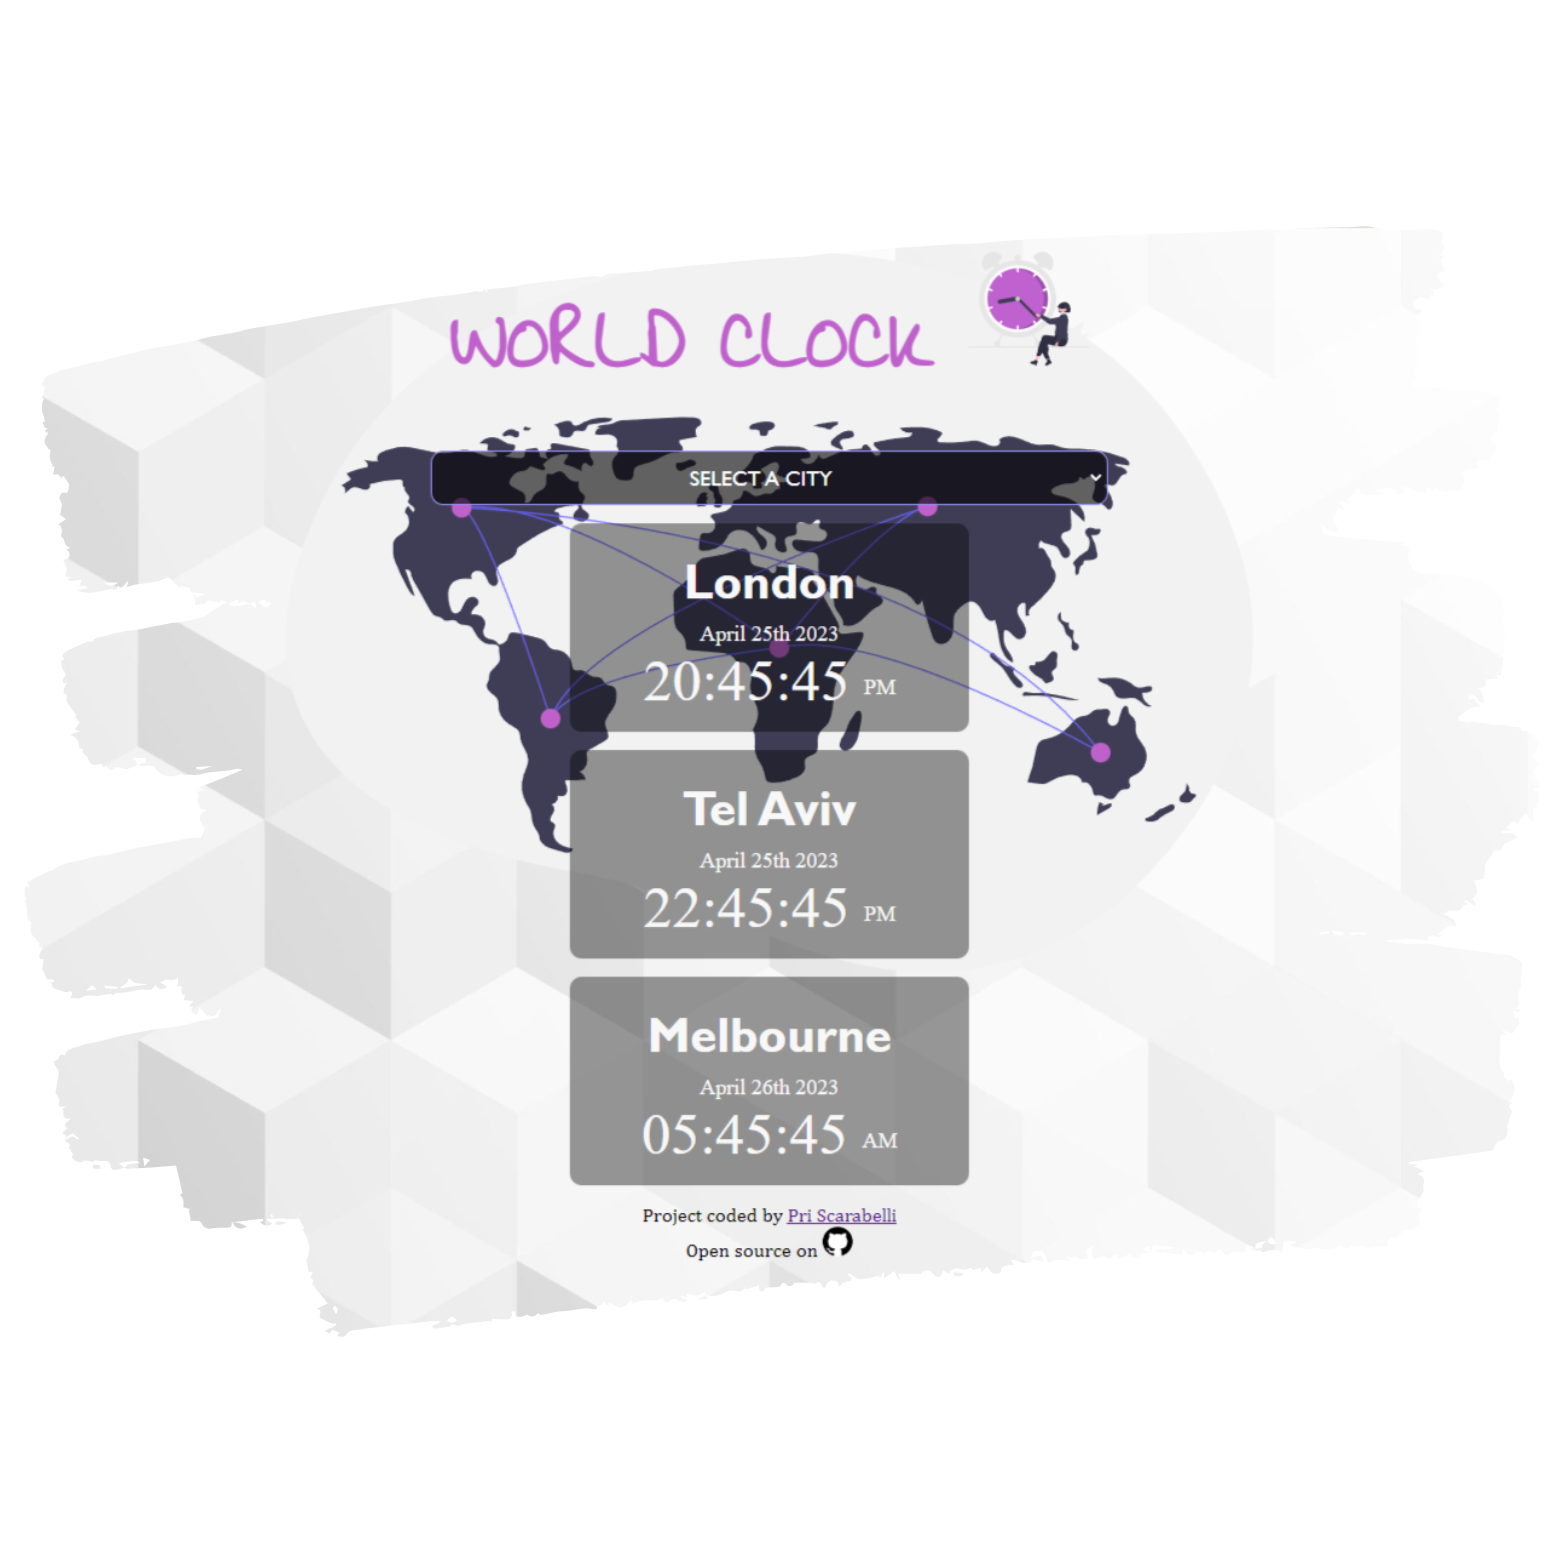 WORLD CLOCK
SELECT A CITY
London
April 25th 2023
20:45:45 PM
Tel Aviv
April 25th 2023
22:45:45 PM
Melbourne
April 26th 2023
05:45:45 AM
Project coded by Pri Scarabelli
Open source on